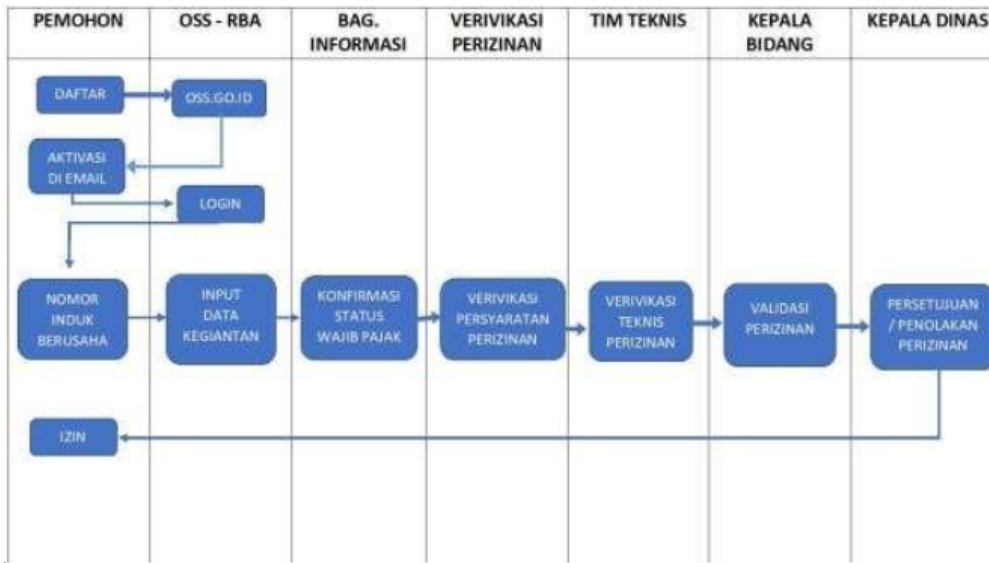 PEMOHON
OSS - RBA
BAG.
INFORMASI
VERIVIKASI
PERIZINAN
TIM TEKNIS
KEPALA
BIDANG
KEPALA DINAS
DAFTAR
OSS.GO.ID
AKTIVASI
DI EMAIL
LOGIN
NOMOR
INDUK
BERUSAHA
INPUT
DATA
KEGIANTAN
KONFIRMASI
STATUS
WAJIB PAJAK
VERIVIKASI
PERSYARATAN
PERIZINAN
VERIVIKASI
TEKNIS
PERIZINAN
VALIDASI
PERIZINAN
PERSETUJUAN
/ PENOLAKAN
PERIZINAN
IZIN